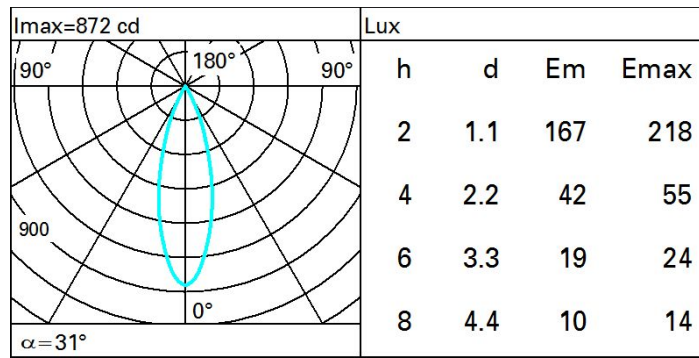 Imax=872 cd
90° 180° 90°
900
0°
α=31°
Lux
h d Em Emax
2 1.1 167 218
4 2.2 42 55
6 3.3 19 24
8 4.4 10 14